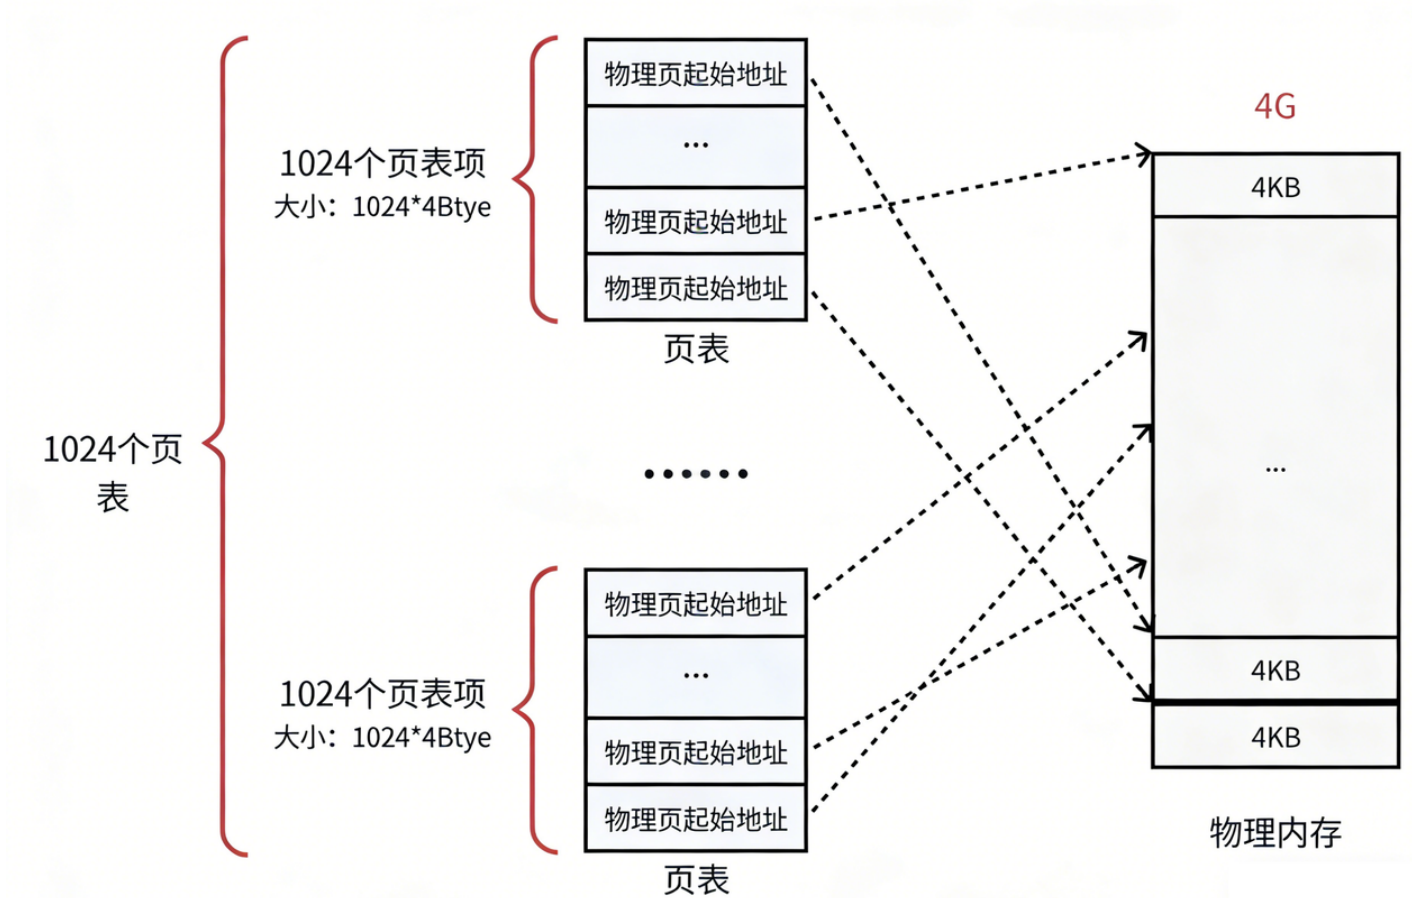 物理页起始地址
...
物理页起始地址
物理页起始地址
页表
1024个页表项
大小：1024*4Btye
4G
4KB
...
4KB
4KB
物理内存
1024个页
表
......
1024个页表项
大小：1024*4Btye
物理页起始地址
...
物理页起始地址
物理页起始地址
页表